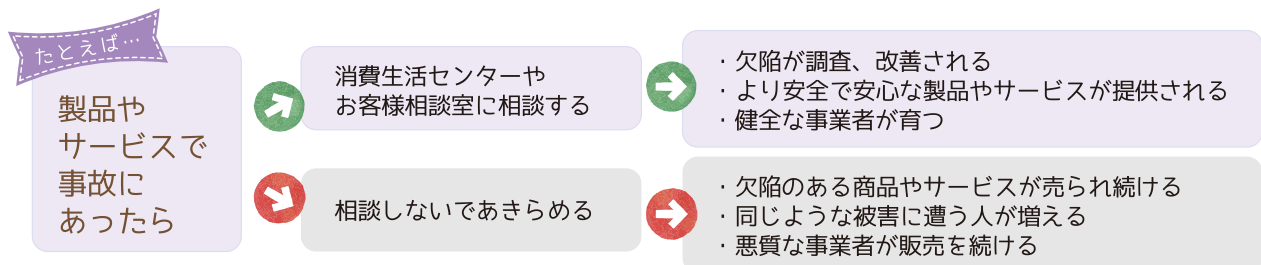 たとえば…
製品や
サービスで
事故に
あったら
消費生活センターや
お客様相談室に相談する
・欠陥が調査、改善される
・より安全で安心な製品やサービスが提供される
・健全な事業者が育つ
相談しないであきらめる
・欠陥のある商品やサービスが売られ続ける
・同じような被害に遭う人が増える
・悪質な事業者が販売を続ける